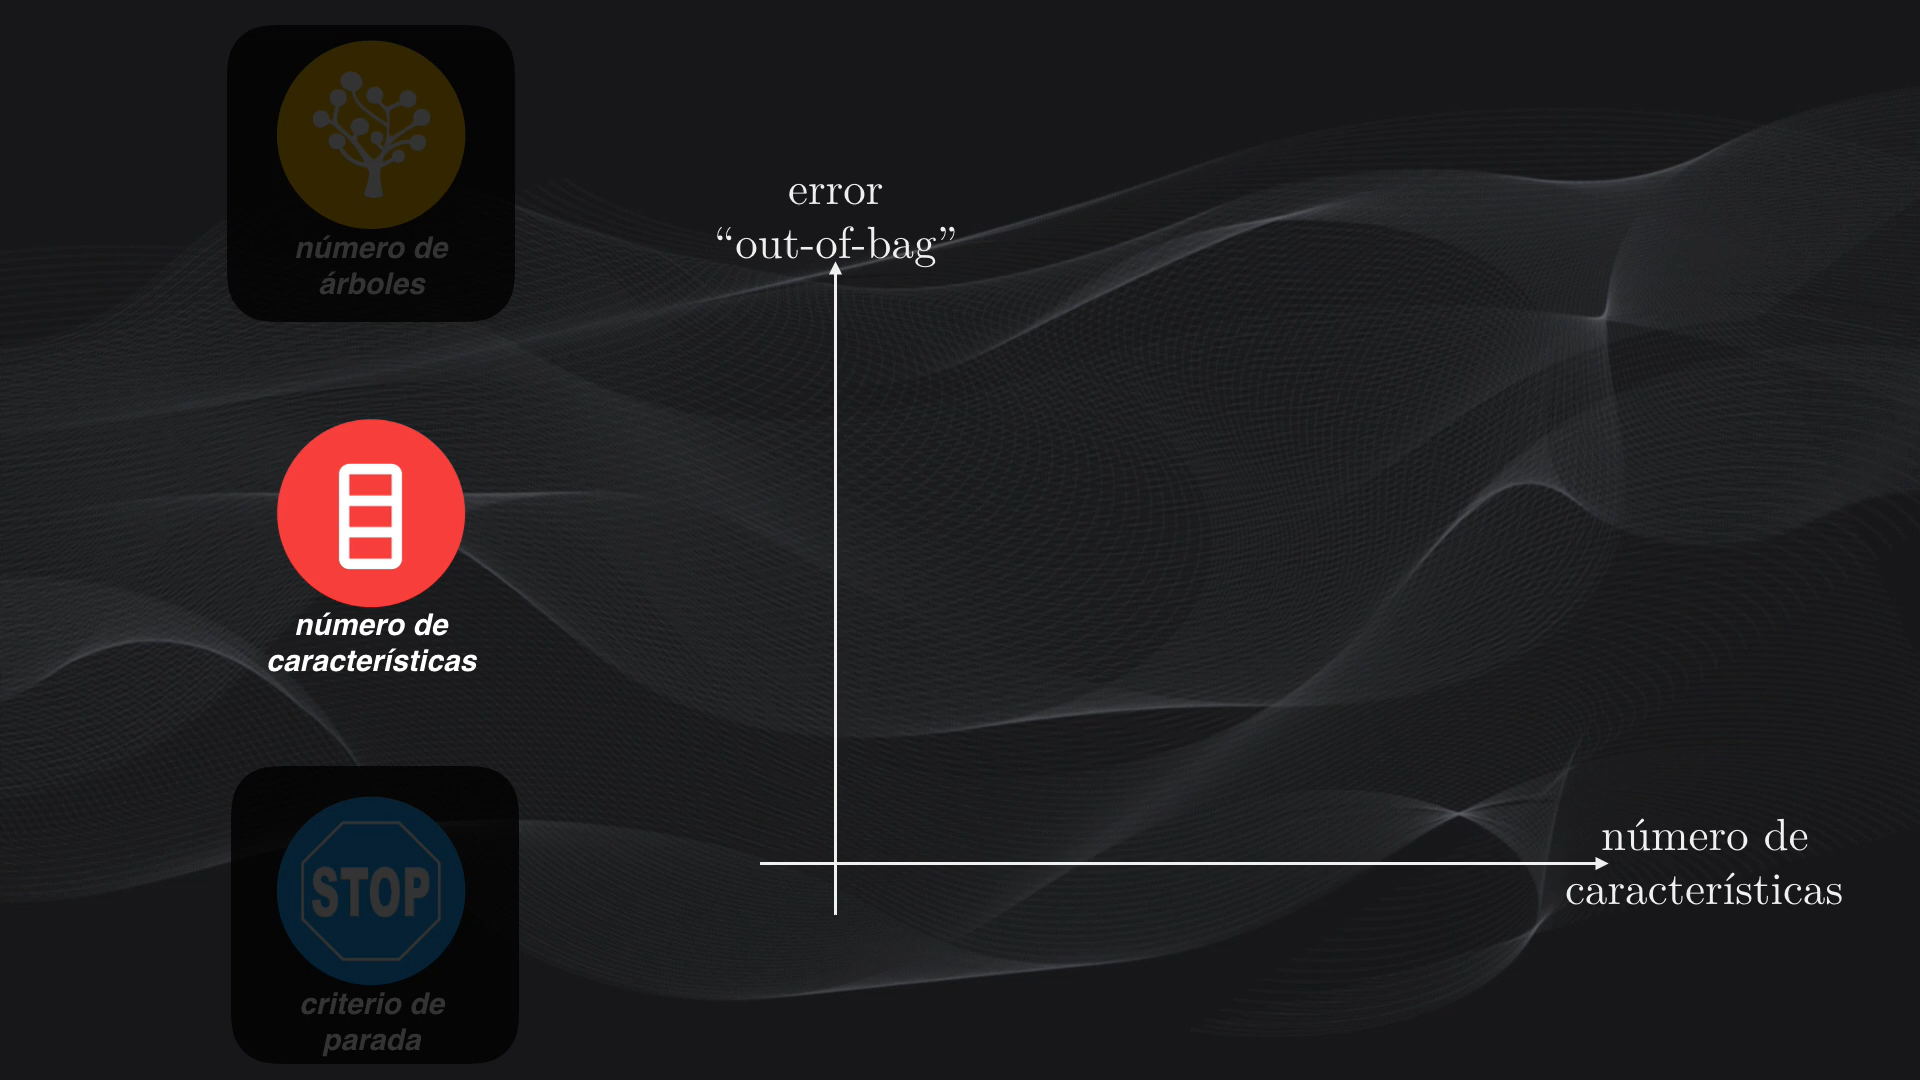 número de
árboles
error
“out-of-bag”
número de
características
STOP
criterio de
parada
número de
características